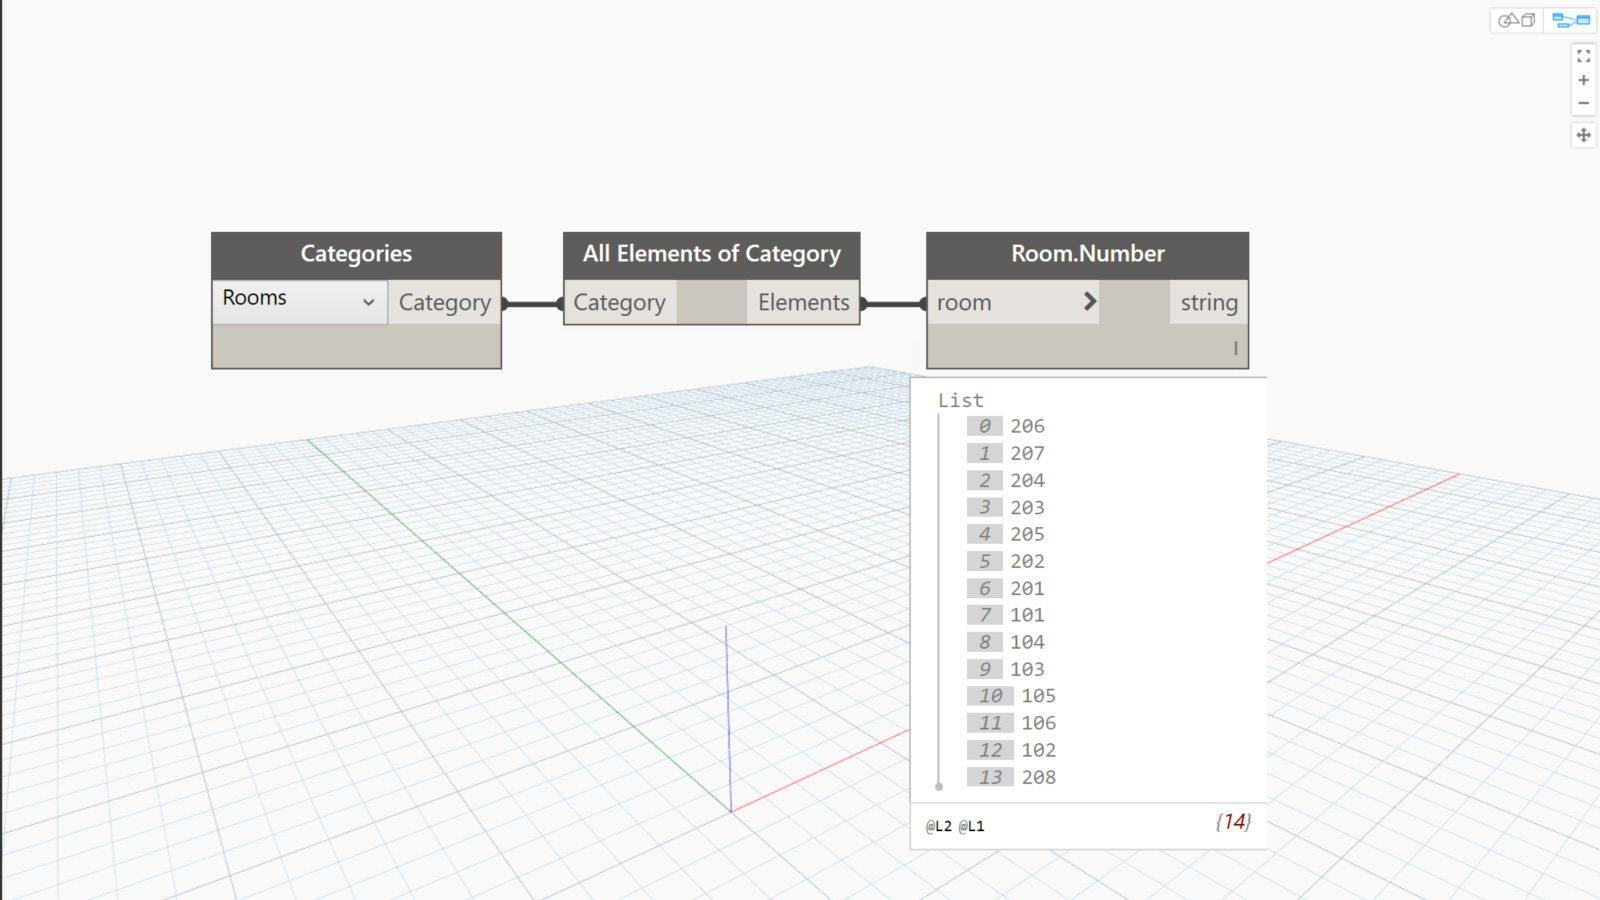 Categories
Rooms
Category
All Elements of Category
Category
Elements
Room.Number
room
string
List
0 206
1 207
2 204
3 203
4 205
5 202
6 201
7 101
8 104
9 103
10 105
11 106
12 102
13 208
@L2 @L1
{14}